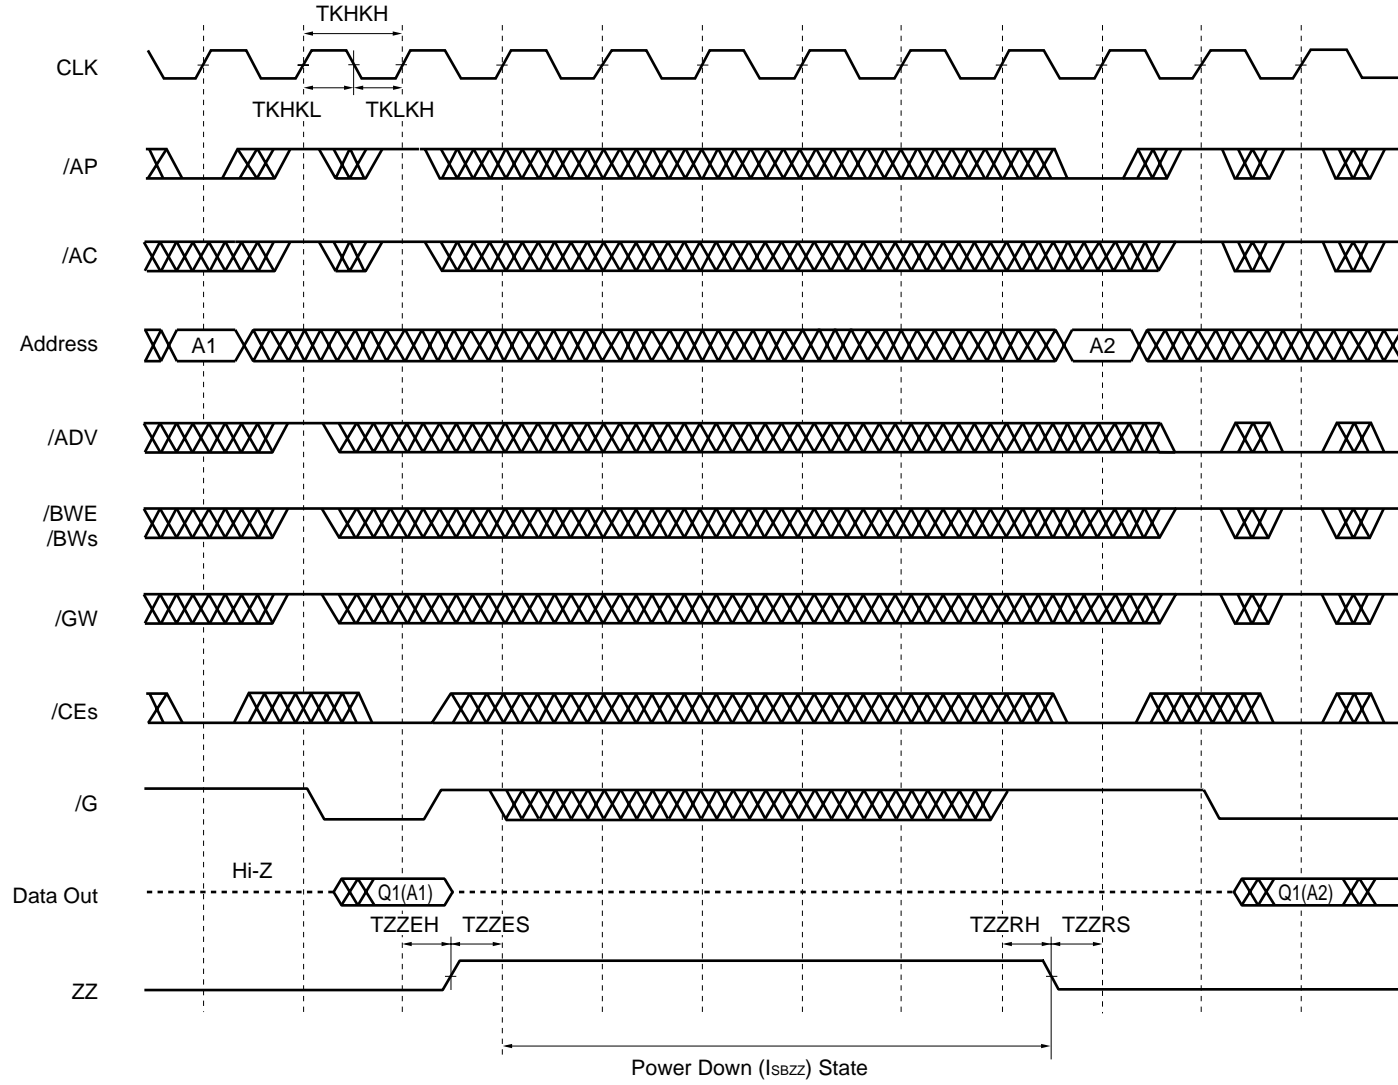 TKHKH
CLK
TKHKL TKLKH
/AP
/AC
Address A1 A2
/ADV
/BWE
/BWs
/GW
/CEs
/G
Hi-Z
Data Out Q1(A1) Q1(A2)
TZZEH TZZES TZZRH TZZRS
ZZ
Power Down (ISBZZ) State